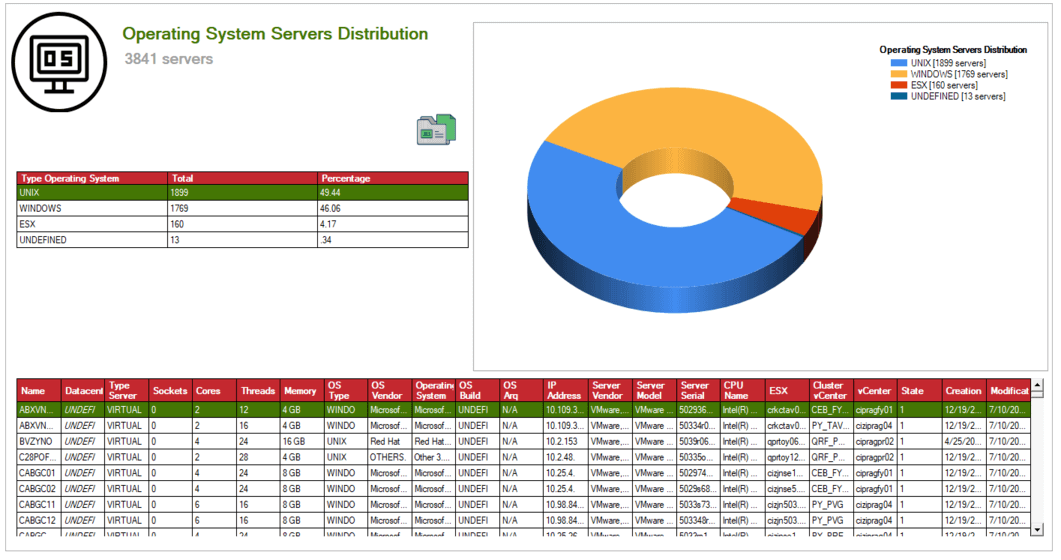 OS
Operating System Servers Distribution
3841 servers
Operating System Servers Distribution
UNIX [1899 servers]
WINDOWS [1769 servers]
ESX [160 servers]
UNDEFINED [13 servers]
Type Operating System Total Percentage
UNIX 1899 49.44
WINDOWS 1769 46.06
ESX 160 4.17
UNDEFINED 13 .34
Name Datacent Type Server Sockets Cores Threads Memory OS Type OS Vendor Operatin System OS Build OS Arq IP Address Server Vendor Server Model Server Serial CPU Name ESX Cluster vCenter vCenter State Creation Modificat
ABXVN... UNDEFI VIRTUAL 0 2 12 4 GB WINDO Microsof... Microsof... UNDEFI N/A 10.109.3... VMware,... VMware ... 502936... Intel(R) ... crkctav0... CEB_FY... cipragfy01 1 12/19/2... 7/10/20...
ABXVN... UNDEFI VIRTUAL 0 2 16 4 GB WINDO Microsof... Microsof... UNDEFI N/A 10.109.3... VMware,... VMware ... 50334r0... Intel(R) ... crkctav0... PY_TAV... ciziprag04 1 12/19/2... 7/10/20...
BVZYNO UNDEFI VIRTUAL 0 4 24 16 GB UNIX Red Hat Red Hat... UNDEFI N/A 10.2.153 VMware,... VMware ... 5039r06... Intel(R) ... qprtoy06... QRF_P... cipragpr02 1 4/25/20... 7/10/20...
C28POF... UNDEFI VIRTUAL 0 2 28 4 GB UNIX OTHERS. Other 3.... UNDEFI N/A 10.2.48. VMware,... VMware ... 50335o... Intel(R) ... qprtoy12... QRF_P... cipragpr02 1 12/19/2... 7/10/20...
CABGC01 UNDEFI VIRTUAL 0 4 24 8 GB WINDO Microsof... Microsof... UNDEFI N/A 10.25.4. VMware,... VMware ... 502974... Intel(R) ... cizjnse1... CEB_FY... cipragfy01 1 12/19/2... 7/10/20...
CABGC02 UNDEFI VIRTUAL 0 2 24 8 GB WINDO Microsof... Microsof... UNDEFI N/A 10.25.4. VMware,... VMware ... 5029s68... Intel(R) ... cizjnse5... CEB_FY... cipragfy01 1 12/19/2... 7/10/20...
CABGC11 UNDEFI VIRTUAL 0 6 16 8 GB WINDO Microsof... Microsof... UNDEFI N/A 10.98.84... VMware,... VMware ... 5033s73... Intel(R) ... cizjn503... PY_PVG ciziprag04 1 12/19/2... 7/10/20...
CABGC12 UNDEFI VIRTUAL 0 6 16 8 GB WINDO Microsof... Microsof... UNDEFI N/A 10.98.84... VMware,... VMware ... 503348r... Intel(R) ... cizjn503... PY_PVG ciziprag04 1 12/19/2... 7/10/20...